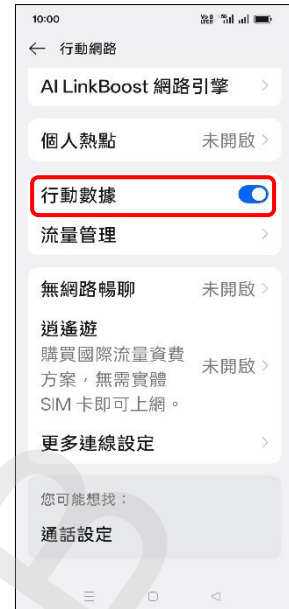 10:00
行動網路
AI LinkBoost 網路引擎
個人熱點 未開啟
行動數據
流量管理
無網路暢聊 未開啟
逍遙遊
購買國際流量資費
方案，無需實體 未開啟
SIM 卡即可上網。
更多連線設定
您可能想找：
通話設定